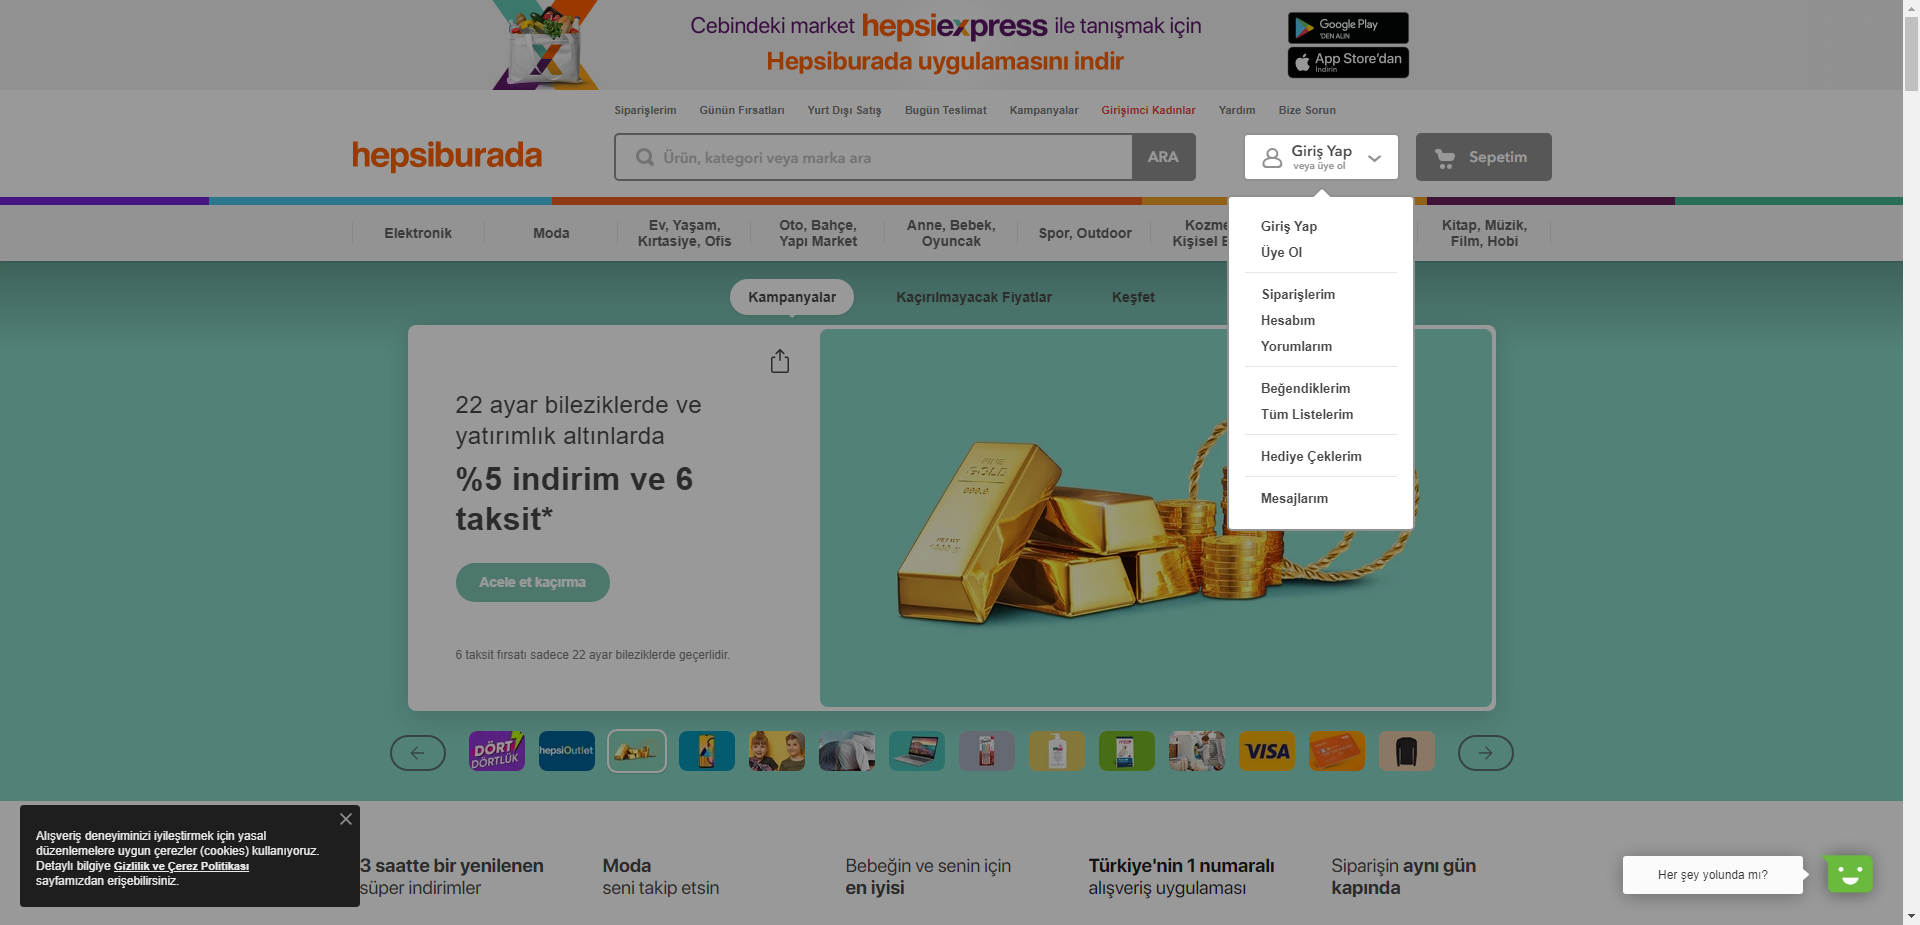 Cebindeki market hepsiexpress ile tanışmak için
Hepsiburada uygulamasını indir
Google Play
'DEN ALIN
App Store'dan
İndirin
Siparişlerim
Günün Fırsatları
Yurt Dışı Satış
Bugün Teslimat
Kampanyalar
Girişimci Kadınlar
Yardım
Bize Sorun
hepsiburada
Ürün, kategori veya marka ara
ARA
Giriş Yap
veya üye ol
Sepetim
Elektronik
Moda
Ev, Yaşam,
Kırtasiye, Ofis
Oto, Bahçe,
Yapı Market
Anne, Bebek,
Oyuncak
Spor, Outdoor
Kozme
Kişisel
Kitap, Müzik,
Film, Hobi
Giriş Yap
Üye Ol
Siparişlerim
Hesabım
Yorumlarım
Beğendiklerim
Tüm Listelerim
Hediye Çeklerim
Mesajlarım
Kampanyalar
Kaçırılmayacak Fiyatlar
Keşfet
22 ayar bileziklerde ve
yatırımlık altınlarda
%5 indirim ve 6
taksit*
Acele et kaçırma
6 taksit fırsatı sadece 22 ayar bileziklerde geçerlidir.
FINE
GOLD
999.9
NET WT
1000 g
DÖRT
DÖRTLÜK
hepsiOutlet
VISA
Alışveriş deneyiminizi iyileştirmek için yasal
düzenlemelere uygun çerezler (cookies) kullanıyoruz.
Detaylı bilgiye Gizlilik ve Çerez Politikası
sayfamızdan erişebilirsiniz.
3 saatte bir yenilenen
süper indirimler
Moda
seni takip etsin
Bebeğin ve senin için
en iyisi
Türkiye'nin 1 numaralı
alışveriş uygulaması
Siparişin aynı gün
kapında
Her şey yolunda mı?